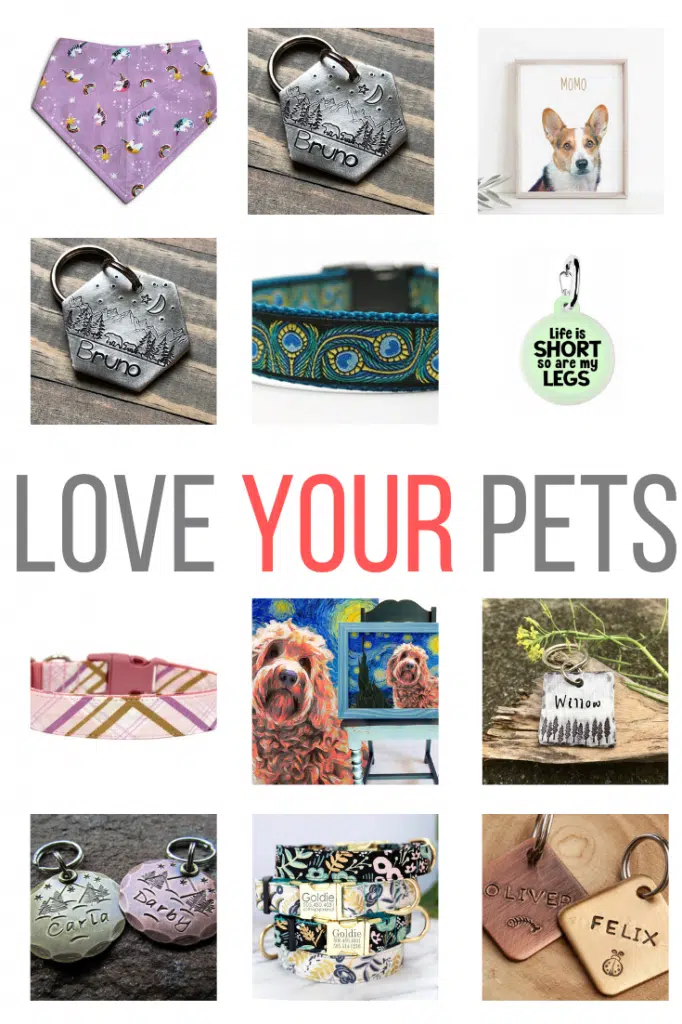 MOMO
Bruno
Bruno
Life is
SHORT
so are my
LEGS
LOVE YOUR PETS
Willow
Carla
Darby
Goldie
Goldie
OLIVER
FELIX